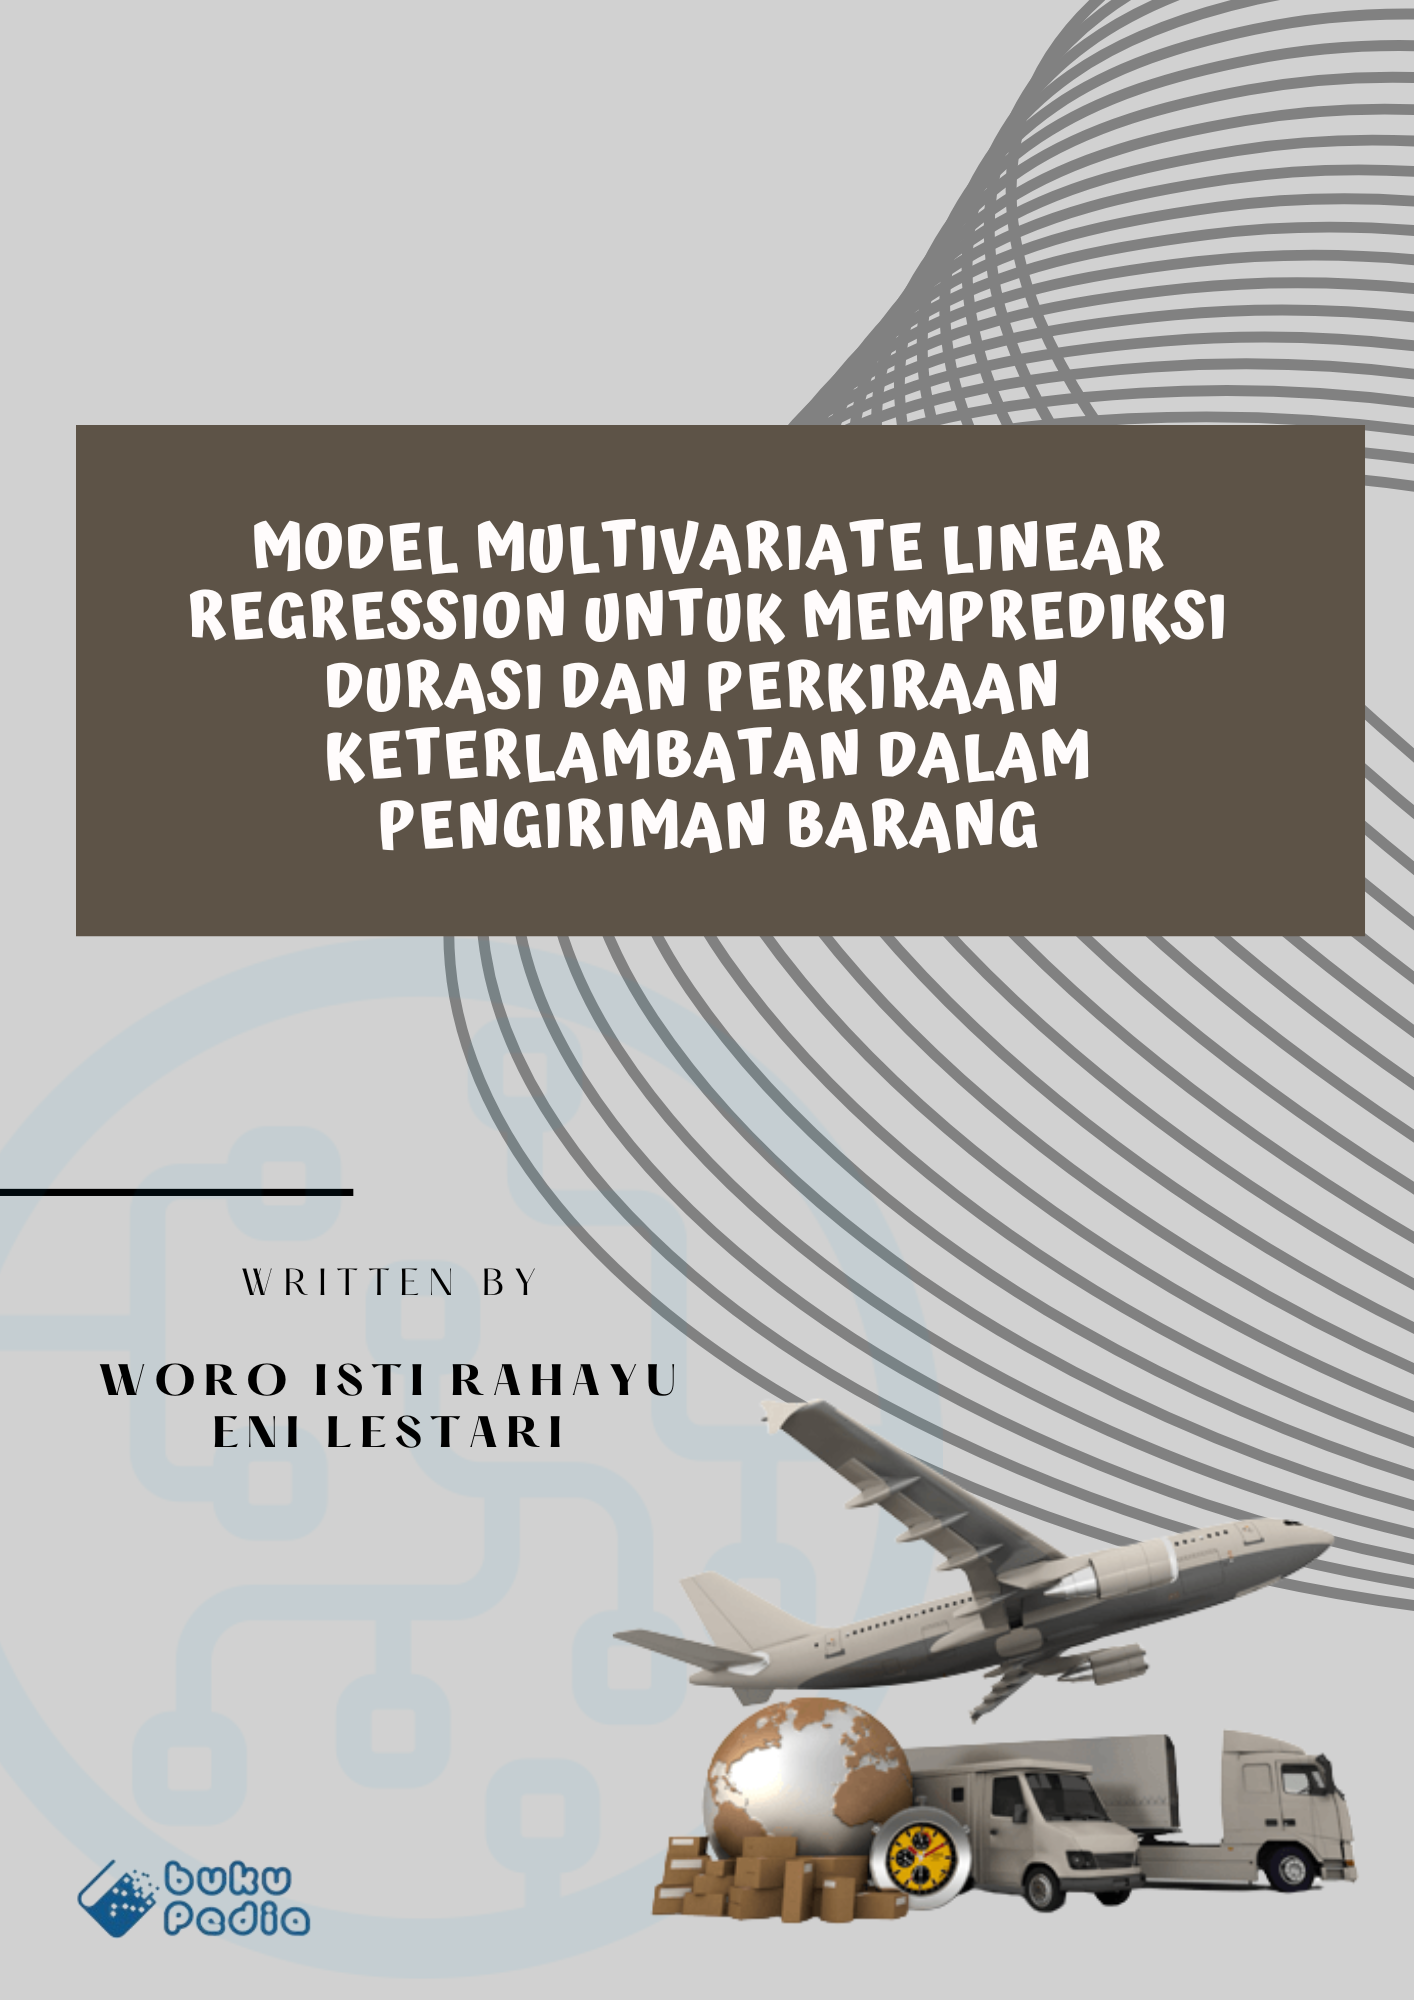 MODEL MULTIVARIATE LINEAR
REGRESSION UNTUK MEMPREDIKSI
DURASI DAN PERKIRAAN
KETERLAMBATAN DALAM
PENGIRIMAN BARANG
WRITTEN BY
WORO ISTI RAHAYU
ENI LESTARI
buku
Pedia